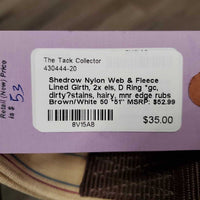 Retail (New) Price
is $ 53
The Tack Collector
430444-20
Shedrow Nylon Web & Fleece
Lined Girth, 2x els, D Ring *gc,
dirty?stains, hairy, mnr edge rubs
Brown/White 50 *51" MSRP: $52.99
$35.00
8V15A8